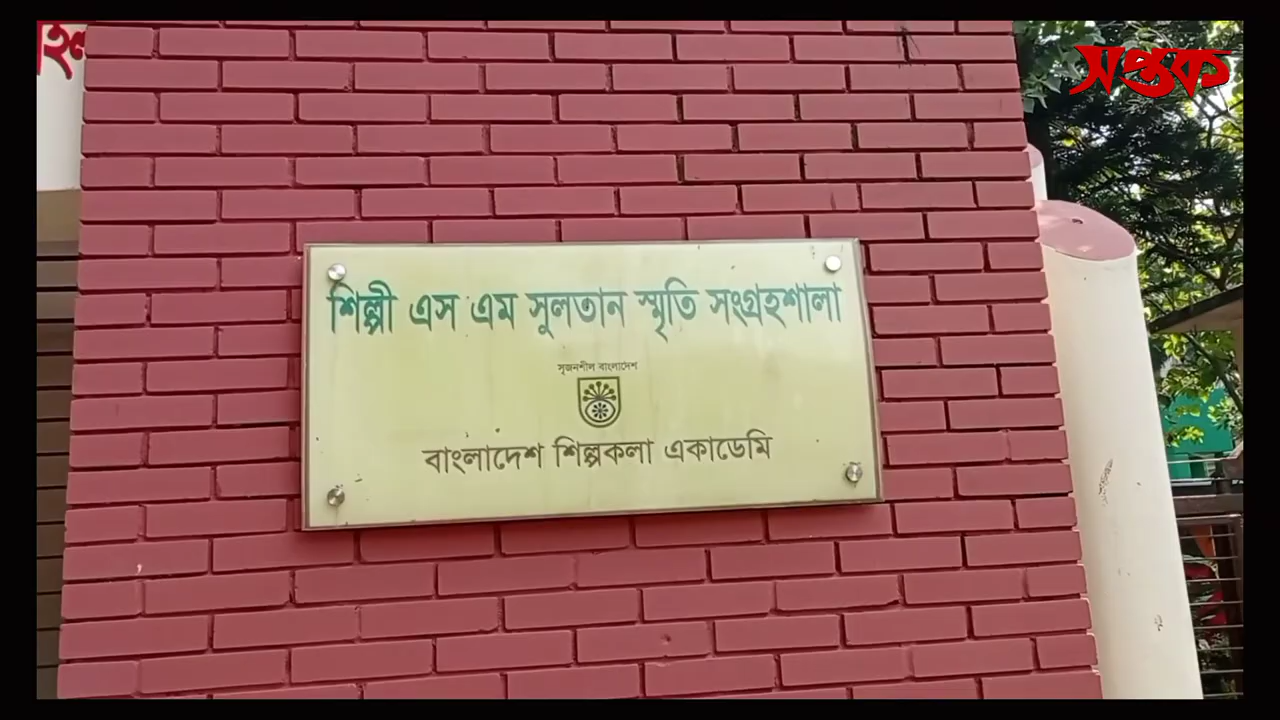 সপ্তক
শিল্পী এস এম সুলতান স্মৃতি সংগ্রহশালা
সৃজনশীল বাংলাদেশ
বাংলাদেশ শিল্পকলা একাডেমি